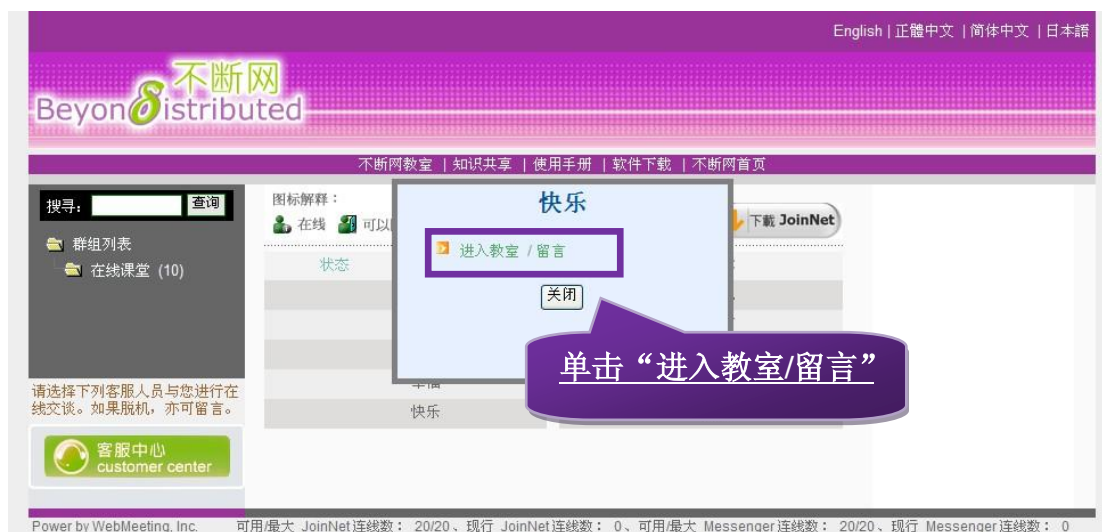 English | 正體中文 | 简体中文 | 日本語
不断网
Beyondistributed
不断网教室 | 知识共享 | 使用手册 | 软件下载 | 不断网首页
搜寻: 查询
群组列表
在线课堂 (10)
图标解释:
在线 可以
下載 JoinNet
状态
快乐
进入教室 / 留言
关闭
单击“进入教室/留言”
幸福
快乐
请选择下列客服人员与您进行在
线交谈。如果脱机, 亦可留言。
客服中心
customer center
Power by WebMeeting, Inc. 可用/最大 JoinNet连线数: 20/20、现行 JoinNet连线数: 0、可用/最大 Messenger连线数: 20/20、现行 Messenger连线数: 0